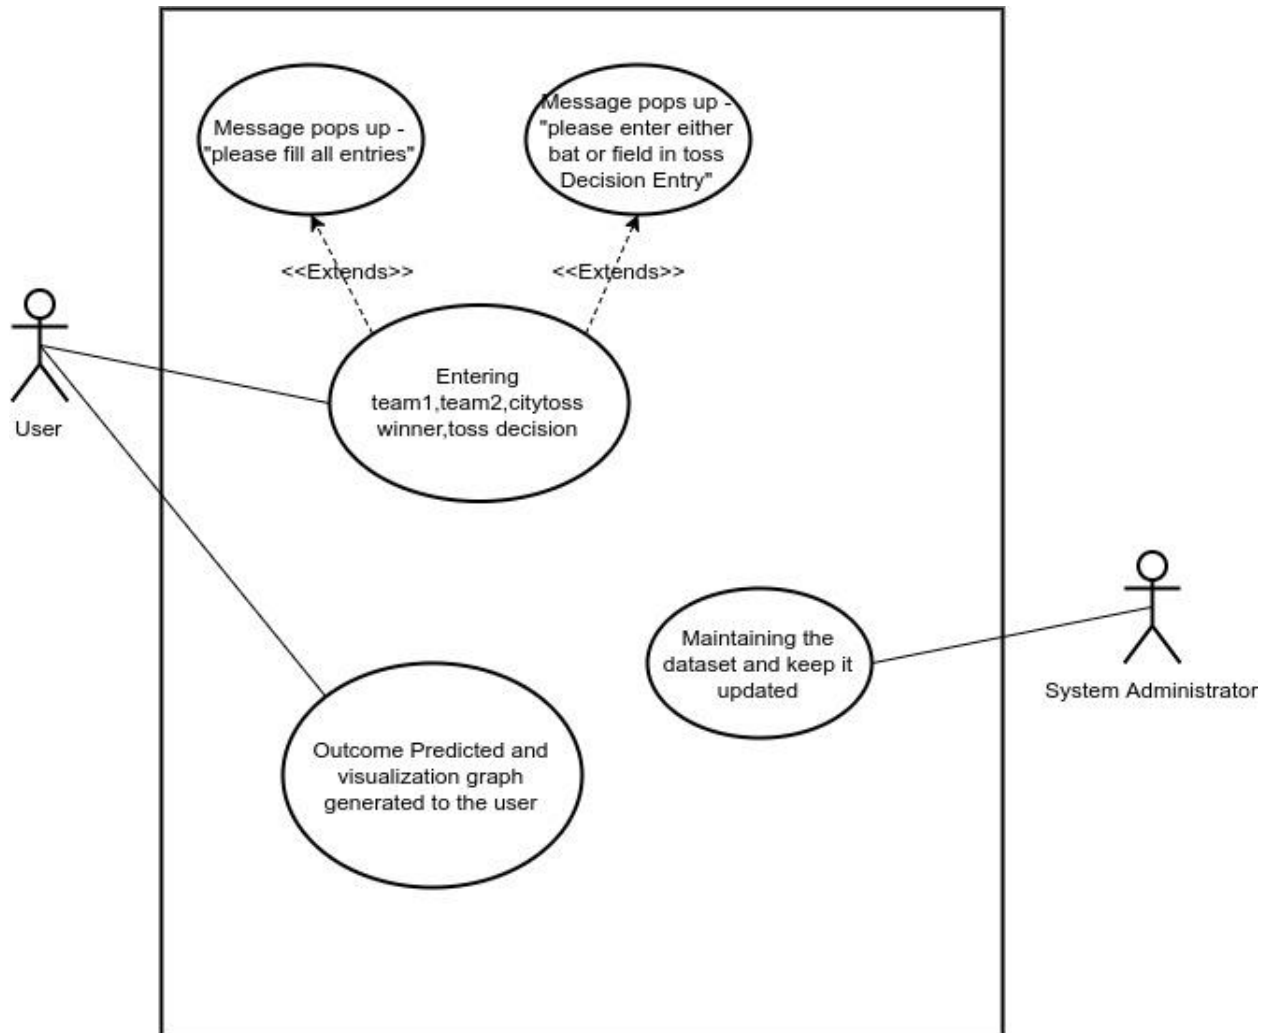 Message pops up -
"please fill all entries"
Message pops up -
"please enter either
bat or field in toss
Decision Entry"
<<Extends>>
<<Extends>>
User
Entering
team1,team2,citytoss
winner,toss decision
Maintaining the
dataset and keep it
updated
System Administrator
Outcome Predicted and
visualization graph
generated to the user